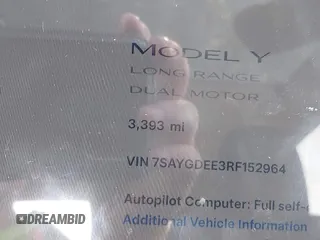 MODEL Y
LONG RANGE
DUAL MOTOR
3,393 mi
VIN 7SAYGDEE3RF152964
Autopilot Computer: Full self-
Additional Vehicle Information
DREAMBID